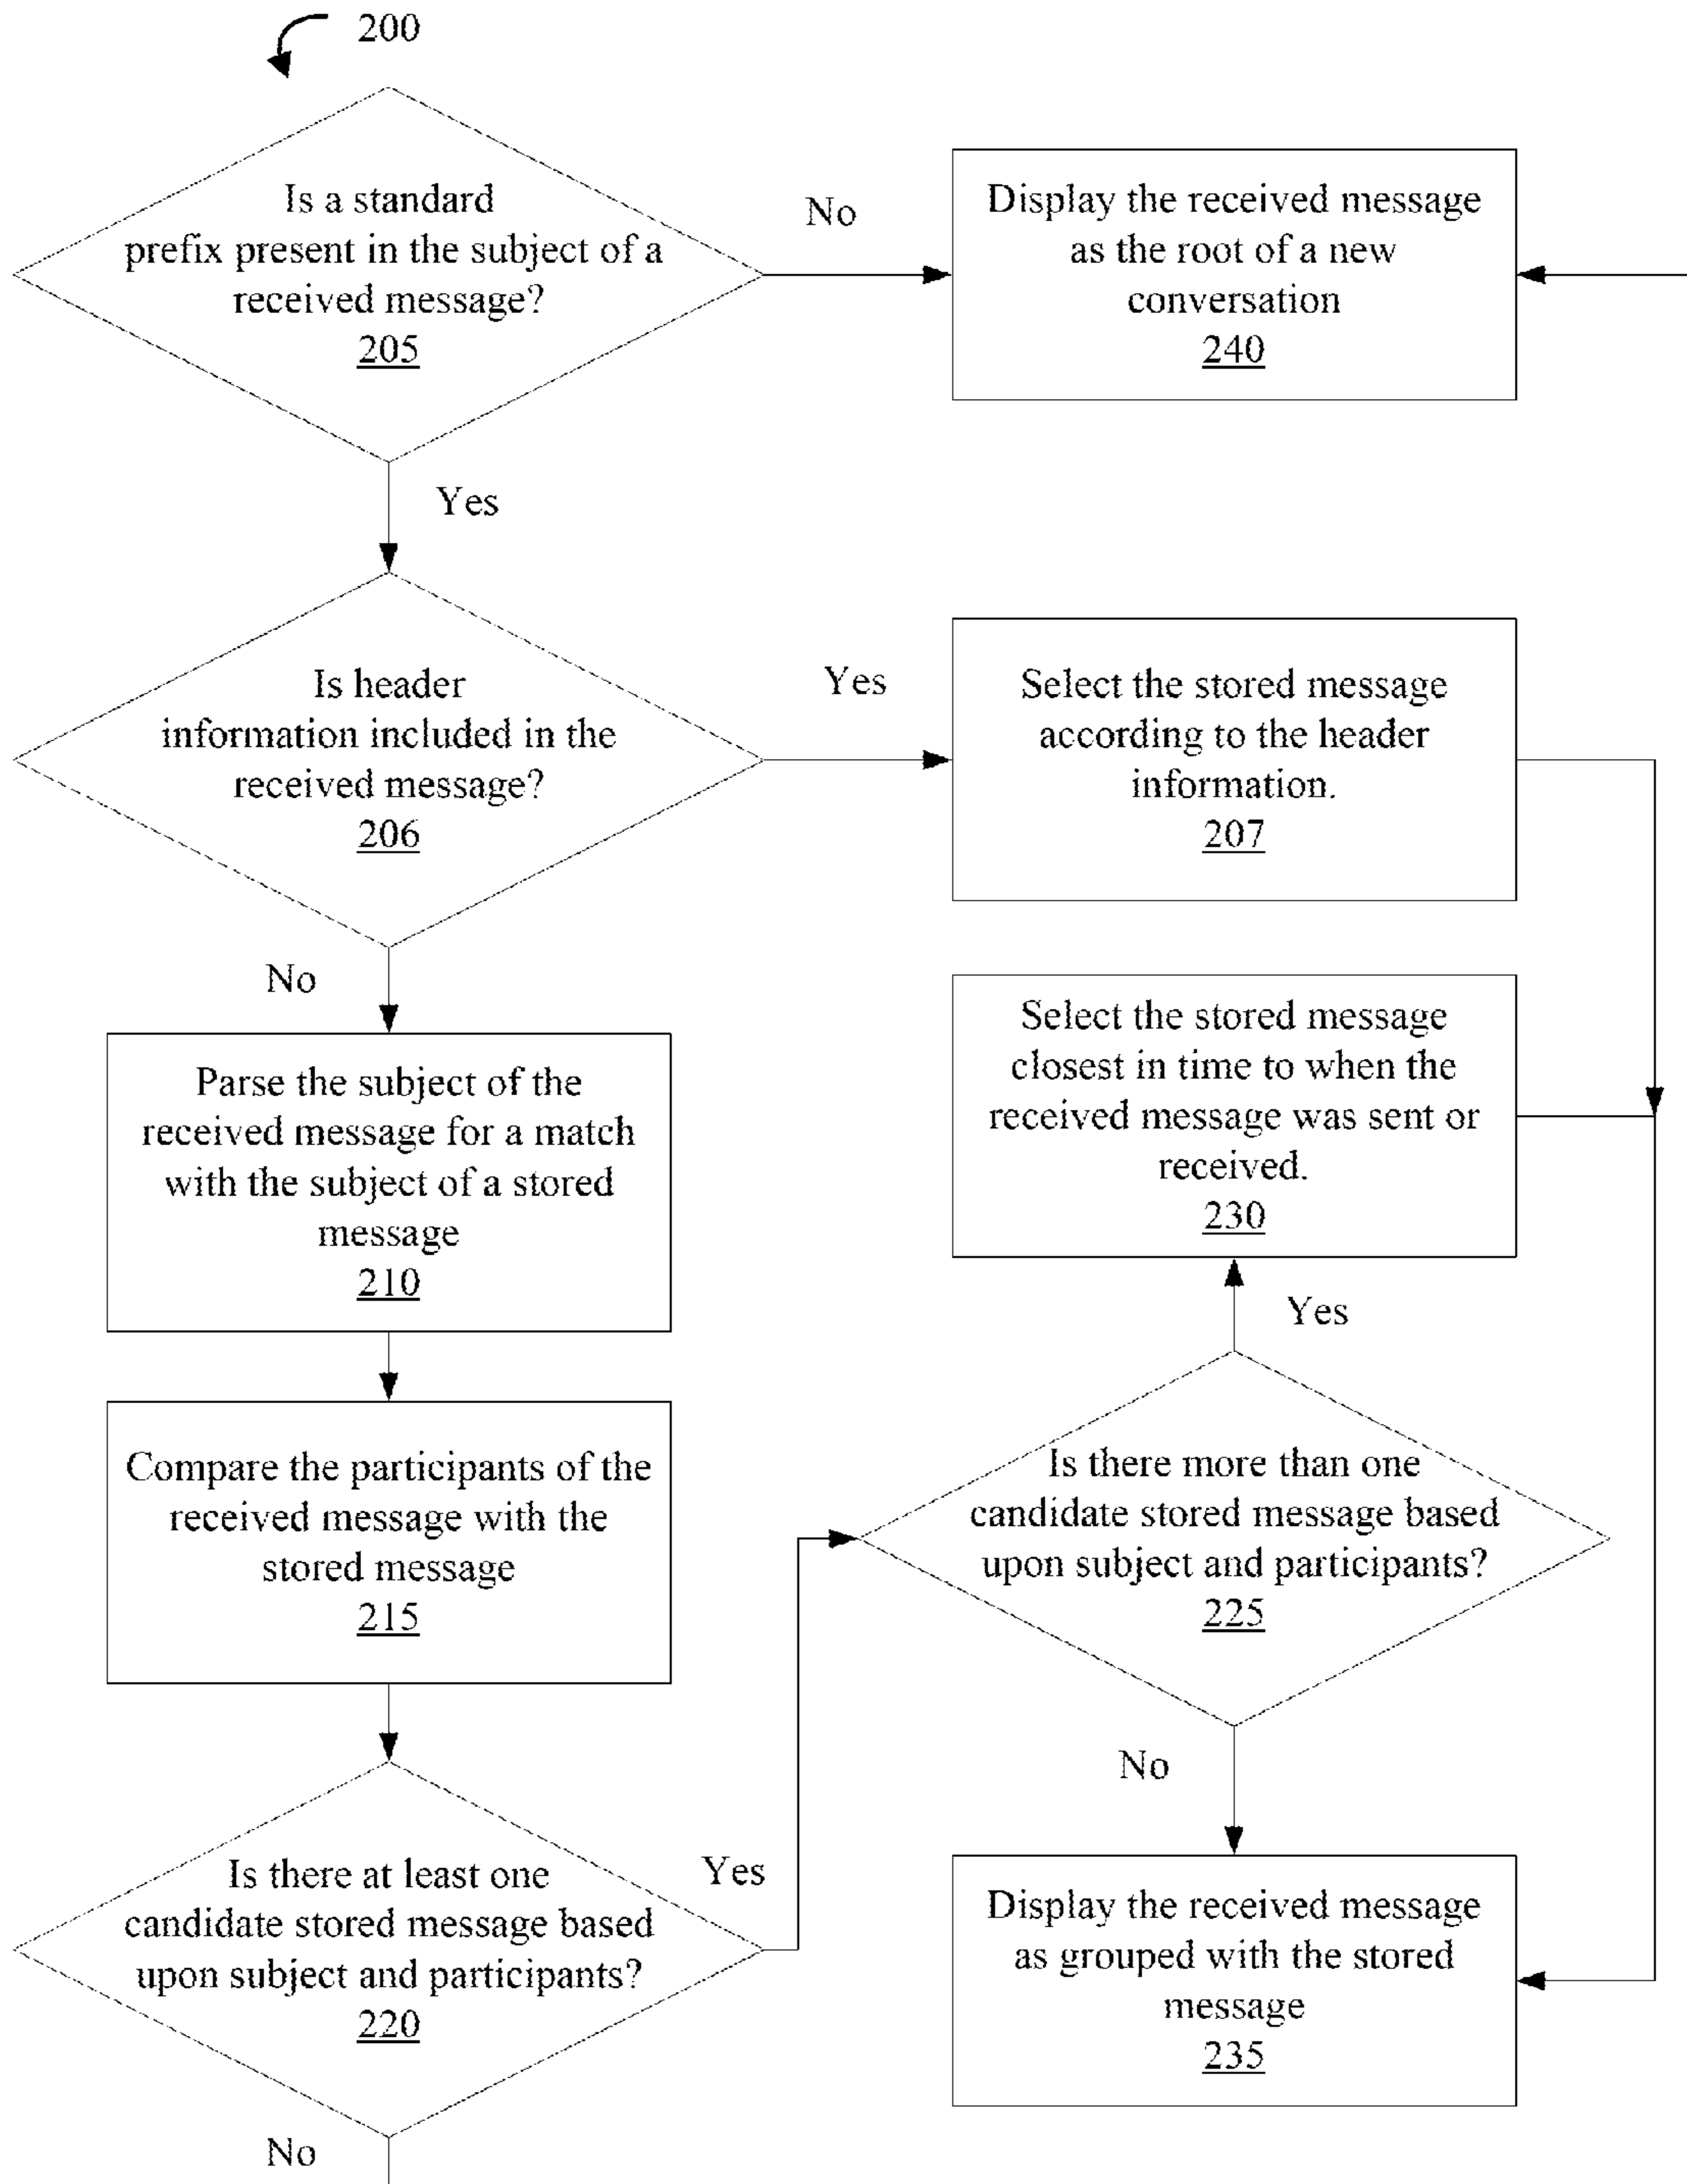 200
Is a standard
prefix present in the subject of a
received message?
205
No
Display the received message
as the root of a new
conversation
240
Yes
Is header
information included in the
received message?
206
Yes
Select the stored message
according to the header
information.
207
No
Parse the subject of the
received message for a match
with the subject of a stored
message
210
Select the stored message
closest in time to when the
received message was sent or
received.
230
Yes
Compare the participants of the
received message with the
stored message
215
Is there more than one
candidate stored message based
upon subject and participants?
225
No
Is there at least one
candidate stored message based
upon subject and participants?
220
Yes
Display the received message
as grouped with the stored
message
235
No